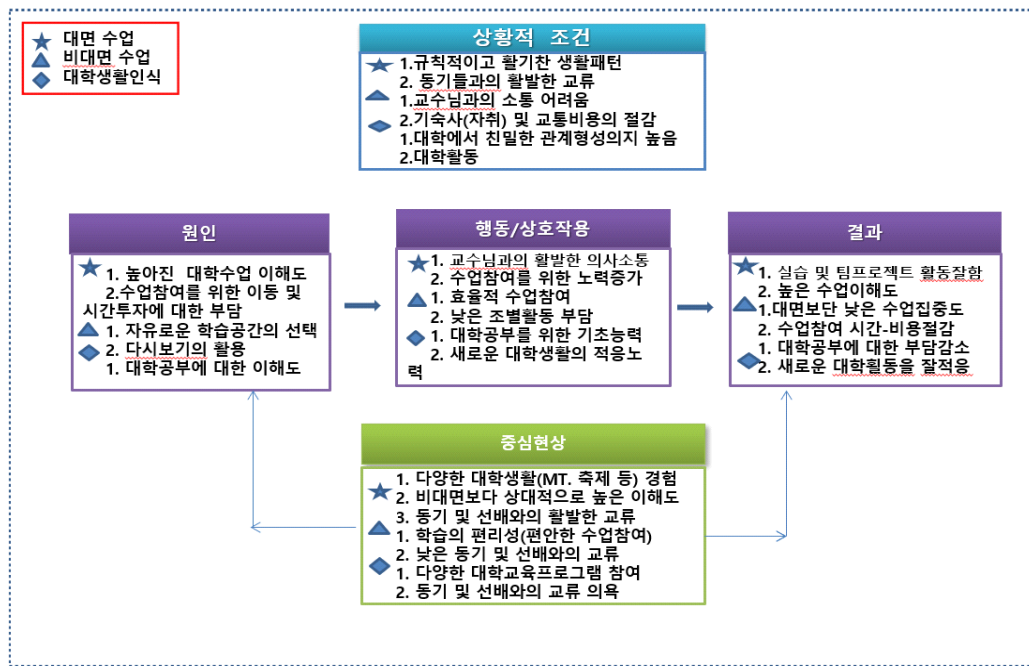 대면 수업
비대면 수업
대학생활인식
상황적 조건
1.규칙적이고 활기찬 생활패턴
2. 동기들과의 활발한 교류
1.교수님과의 소통 어려움
2.기숙사(자취) 및 교통비용의 절감
1.대학에서 친밀한 관계형성의지 높음
2.대학활동
원인
1. 높아진 대학수업 이해도
2.수업참여를 위한 이동 및
시간투자에 대한 부담
1. 자유로운 학습공간의 선택
2. 다시보기의 활용
1. 대학공부에 대한 이해도
행동/상호작용
1. 교수님과의 활발한 의사소통
2. 수업참여를 위한 노력증가
1. 효율적 수업참여
2. 낮은 조별활동 부담
1. 대학공부를 위한 기초능력
2. 새로운 대학생활의 적응노
력
결과
1. 실습 및 팀프로젝트 활동잘함
2. 높은 수업이해도
1.대면보단 낮은 수업집중도
2. 수업참여 시간-비용절감
1. 대학공부에 대한 부담감소
2. 새로운 대학횔동을 잘적응
중심현상
1. 다양한 대학생활(MT. 축제 등) 경험
2. 비대면보다 상대적으로 높은 이해도
3. 동기 및 선배와의 활발한 교류
1. 학습의 편리성(편안한 수업참여)
2. 낮은 동기 및 선배와의 교류
1. 다양한 대학교육프로그램 참여
2. 동기 및 선배와의 교류 의욕